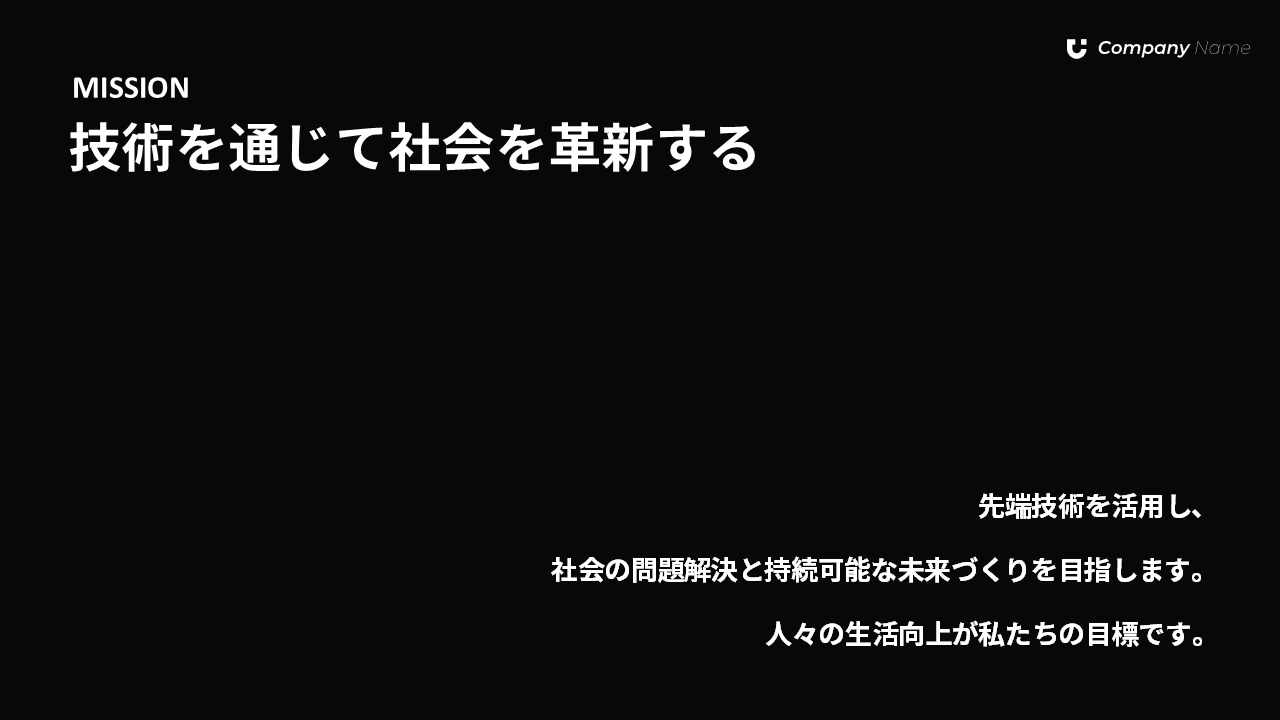 Company Name
MISSION
技術を通じて社会を革新する
先端技術を活用し、
社会の問題解決と持続可能な未来づくりを目指します。
人々の生活向上が私たちの目標です。